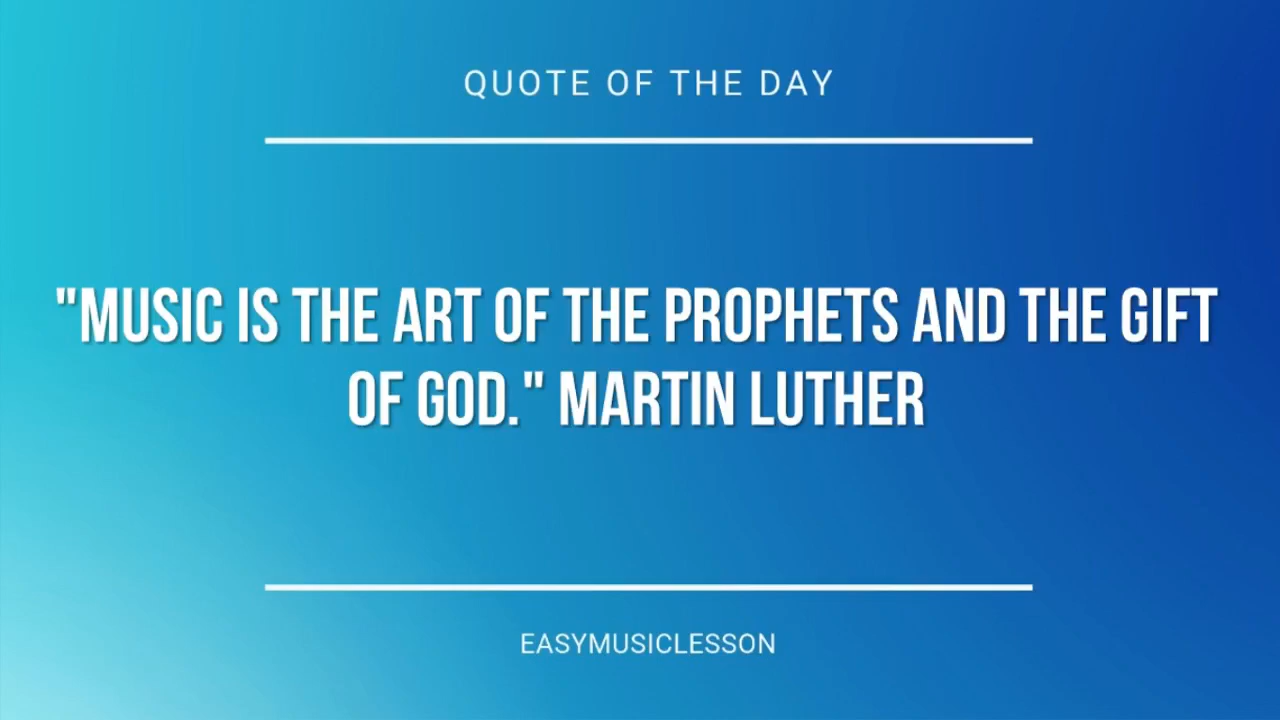 QUOTE OF THE DAY
"MUSIC IS THE ART OF THE PROPHETS AND THE GIFT
OF GOD." MARTIN LUTHER
EASYMUSICLESSON